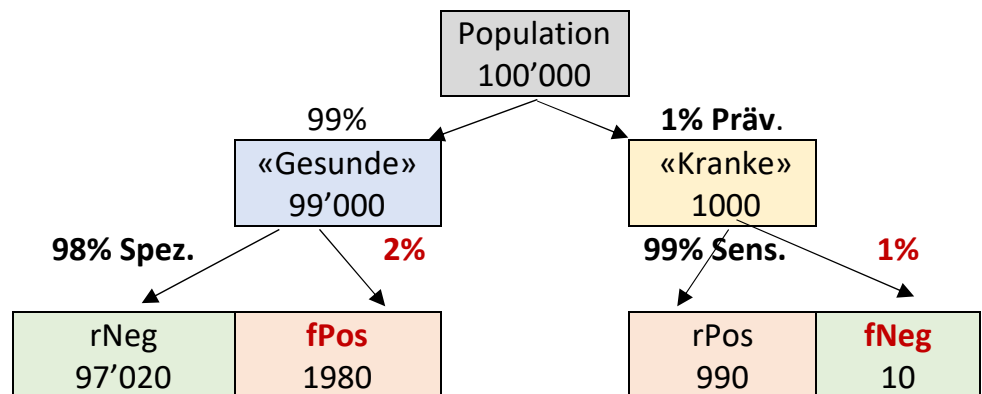 Population
100’000
99%
1% Präv.
«Gesunde»
99’000
«Kranke»
1000
98% Spez.
2%
99% Sens.
1%
rNeg
97’020
fPos
1980
rPos
990
fNeg
10